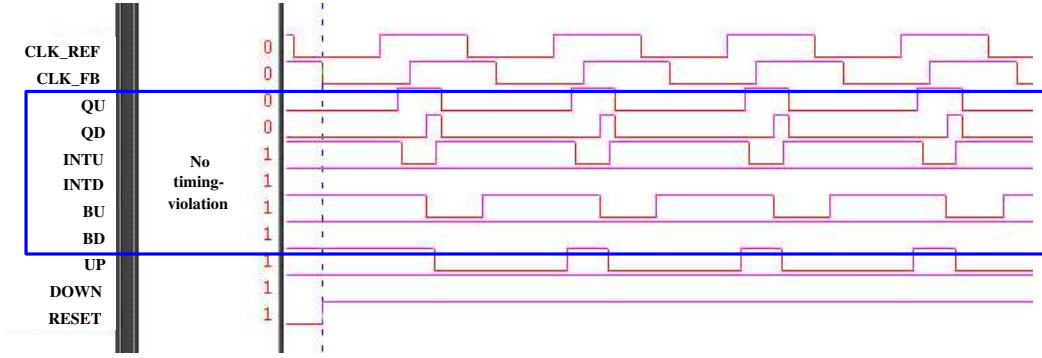 CLK_REF 0
CLK_FB 0
QU 0
QD 0
INTU 1
No
INTD 1
timing-
BU 1
violation
BD 1
UP 1
DOWN 1
RESET 1